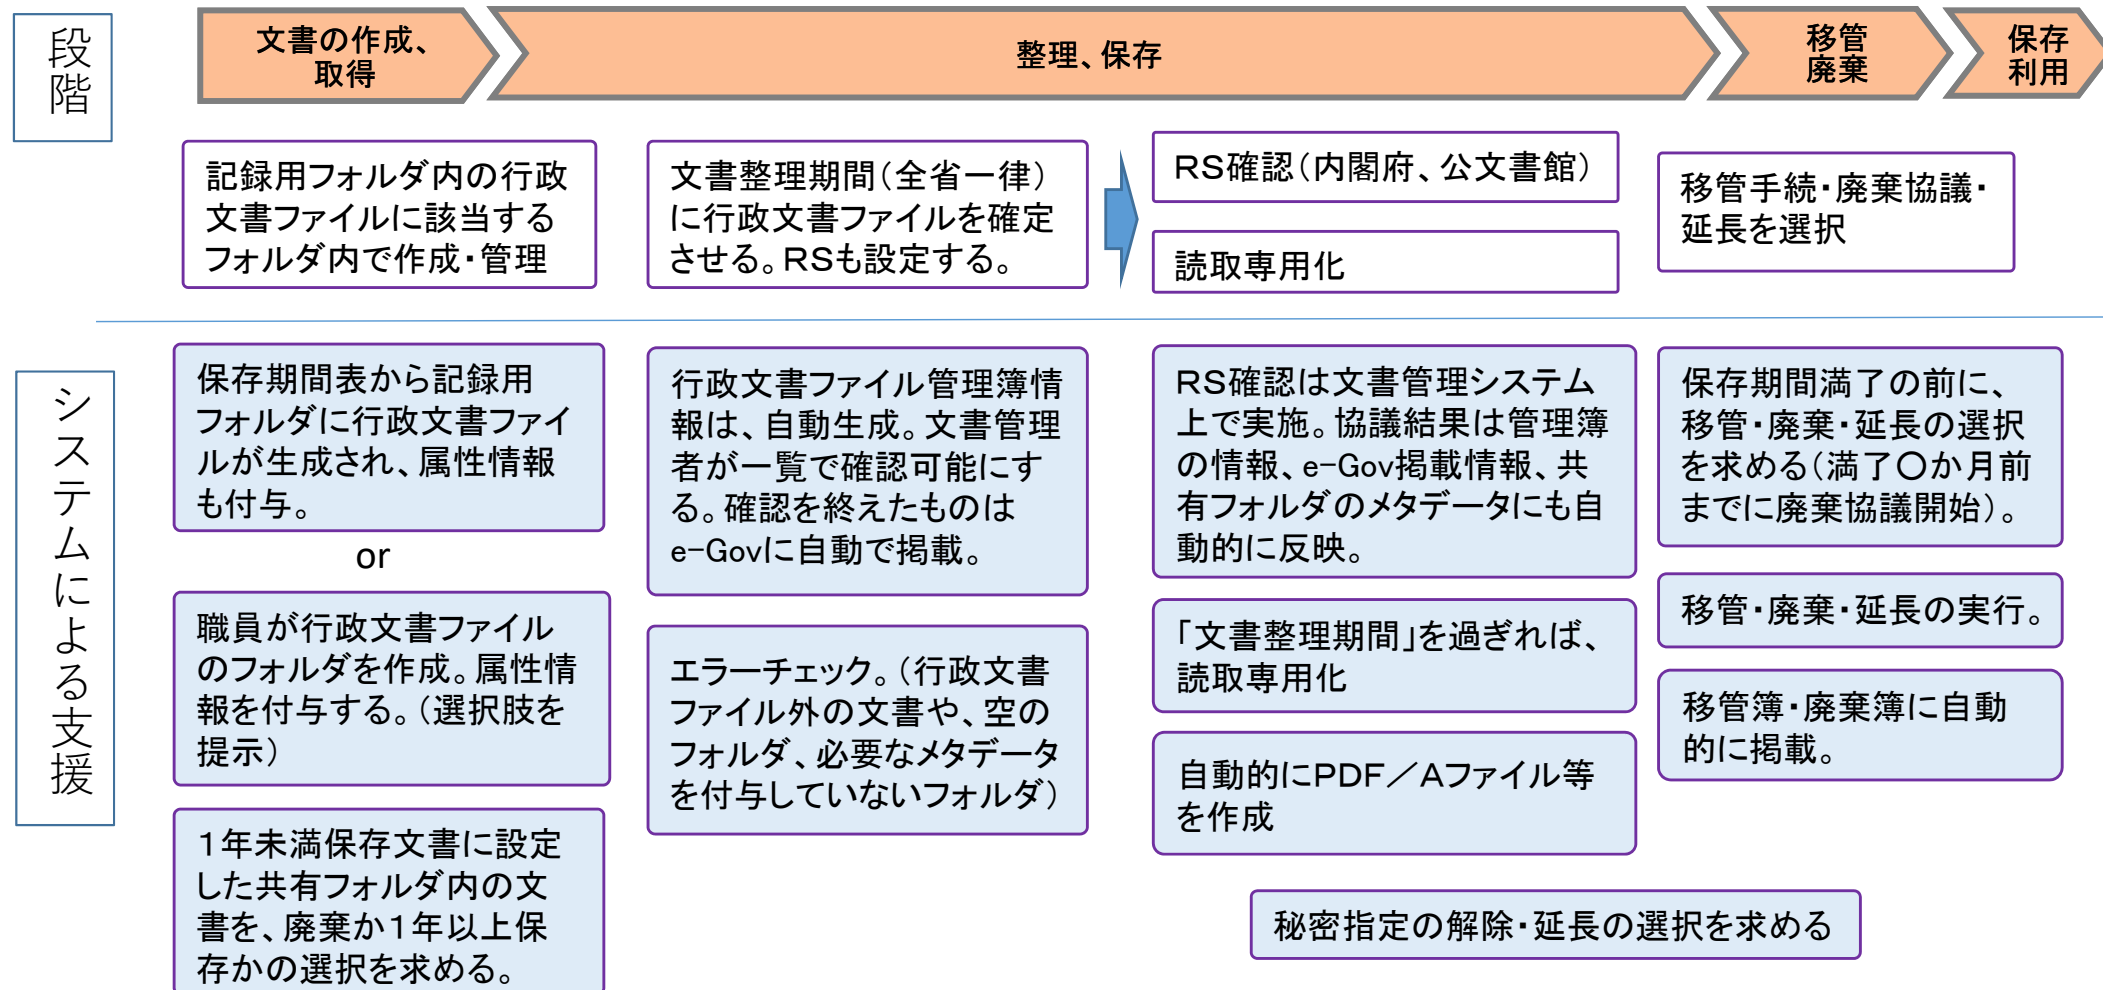 段階
文書の作成、
取得
整理、保存
移管
廃棄
保存
利用
記録用フォルダ内の行政
文書ファイルに該当する
フォルダ内で作成・管理
文書整理期間（全省一律）
に行政文書ファイルを確定
させる。RSも設定する。
RS確認（内閣府、公文書館）
読取専用化
移管手続・廃棄協議・
延長を選択
システムによる支援
保存期間表から記録用
フォルダに行政文書ファイ
ルが生成され、属性情報
も付与。
or
職員が行政文書ファイル
のフォルダを作成。属性情
報を付与する。（選択肢を
提示）
１年未満保存文書に設定
した共有フォルダ内の文
書を、廃棄か１年以上保
存かの選択を求める。
行政文書ファイル管理簿情
報は、自動生成。文書管理
者が一覧で確認可能にす
る。確認を終えたものは
e-Govに自動で掲載。
エラーチェック。（行政文書
ファイル外の文書や、空の
フォルダ、必要なメタデータ
を付与していないフォルダ）
RS確認は文書管理システム
上で実施。協議結果は管理簿
の情報、e-Gov掲載情報、共
有フォルダのメタデータにも自
動的に反映。
「文書整理期間」を過ぎれば、
読取専用化
自動的にPDF／Aファイル等
を作成
保存期間満了の前に、
移管・廃棄・延長の選択
を求める（満了〇か月前
までに廃棄協議開始）。
移管・廃棄・延長の実行。
移管簿・廃棄簿に自動
的に掲載。
秘密指定の解除・延長の選択を求める